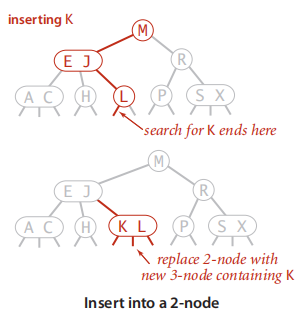 inserting K
M
E J
R
A C
H
L
P
S X
search for K ends here
M
E J
R
A C
H
K L
P
S X
replace 2-node with
new 3-node containing K
Insert into a 2-node